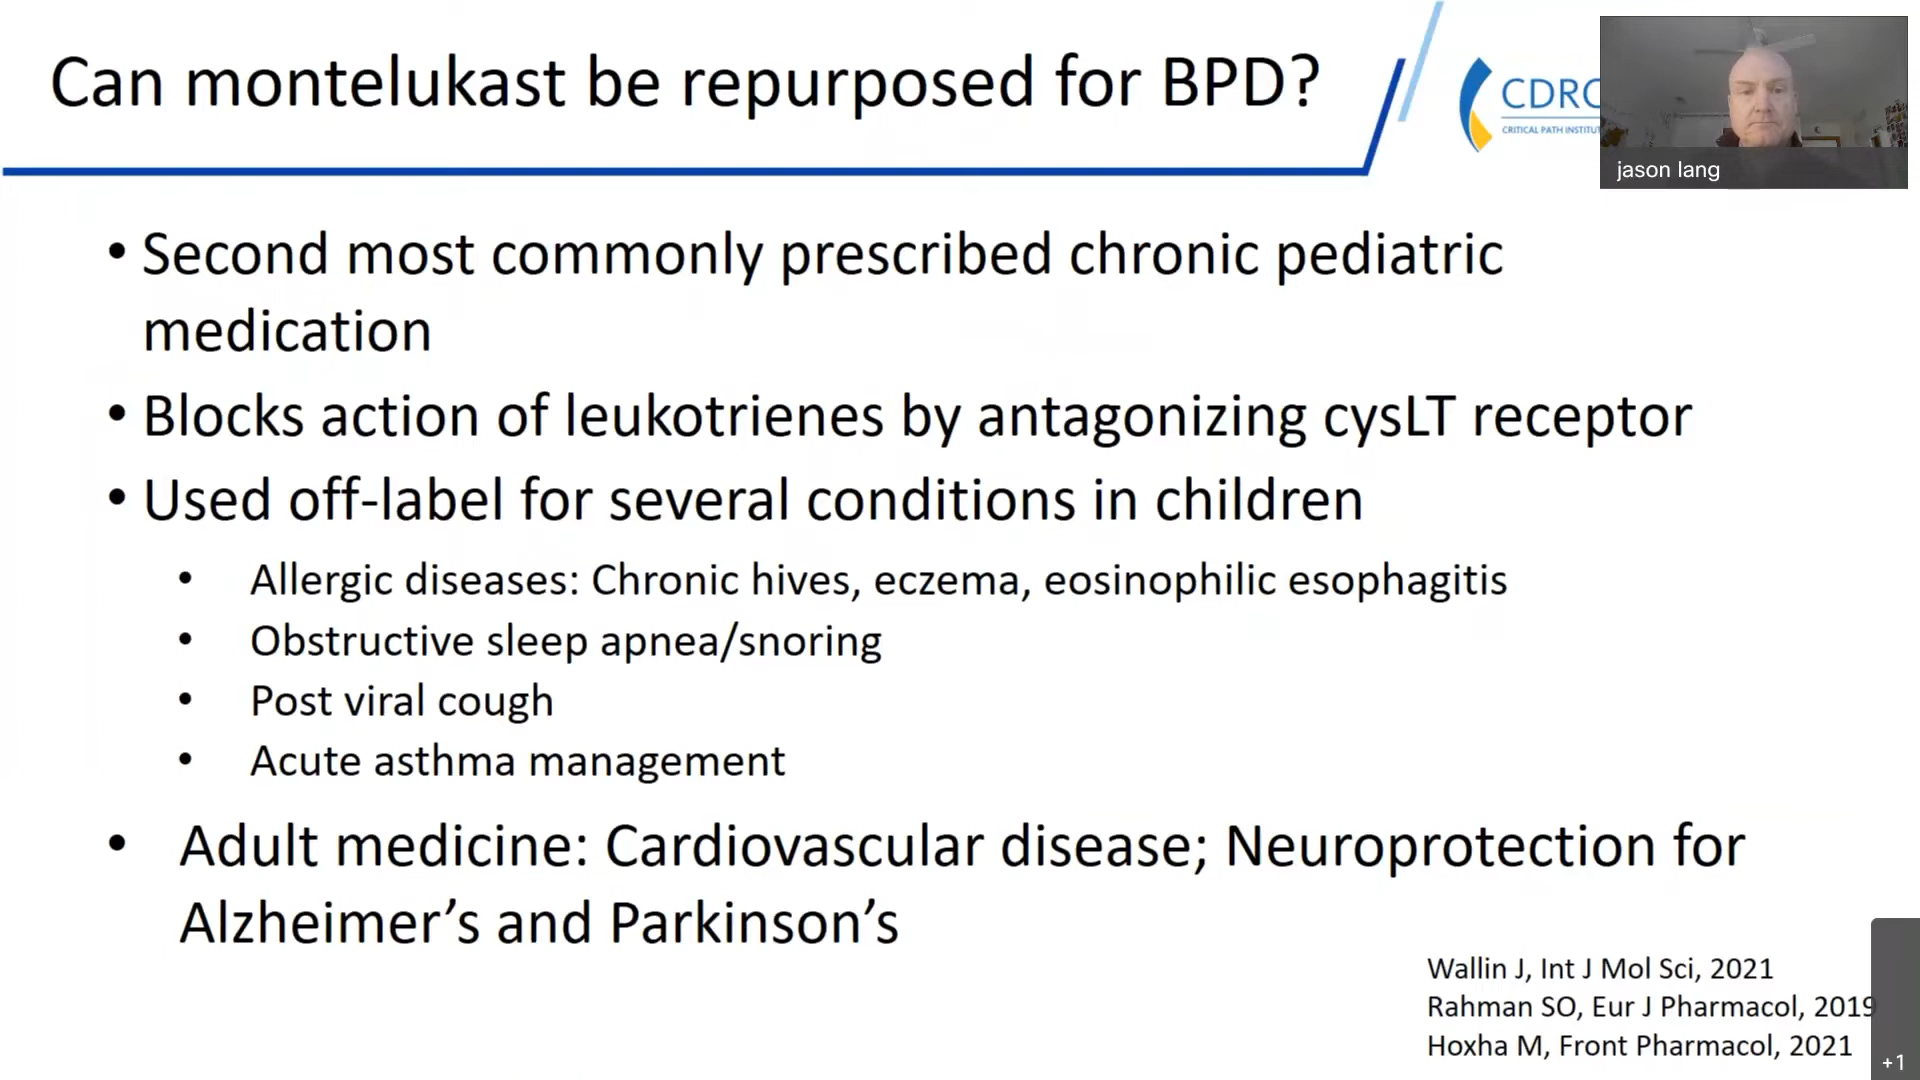 Can montelukast be repurposed for BPD?
CDRC
CRITICAL PATH INSTITUT
jason lang
• Second most commonly prescribed chronic pediatric
medication
• Blocks action of leukotrienes by antagonizing cysLT receptor
• Used off-label for several conditions in children
• Allergic diseases: Chronic hives, eczema, eosinophilic esophagitis
• Obstructive sleep apnea/snoring
• Post viral cough
• Acute asthma management
• Adult medicine: Cardiovascular disease; Neuroprotection for
Alzheimer’s and Parkinson’s
Wallin J, Int J Mol Sci, 2021
Rahman SO, Eur J Pharmacol, 2019
Hoxha M, Front Pharmacol, 2021
+1